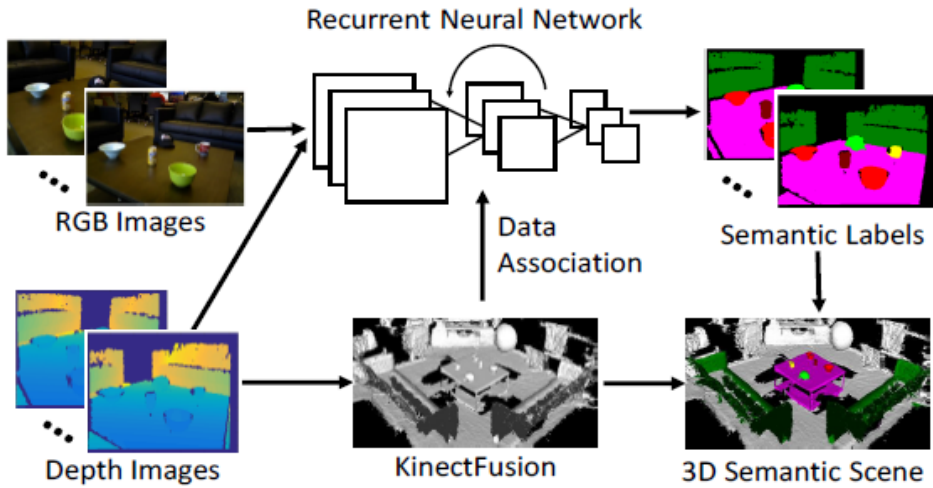 Recurrent Neural Network
RGB Images
Data
Association
Semantic Labels
Depth Images
KinectFusion
3D Semantic Scene